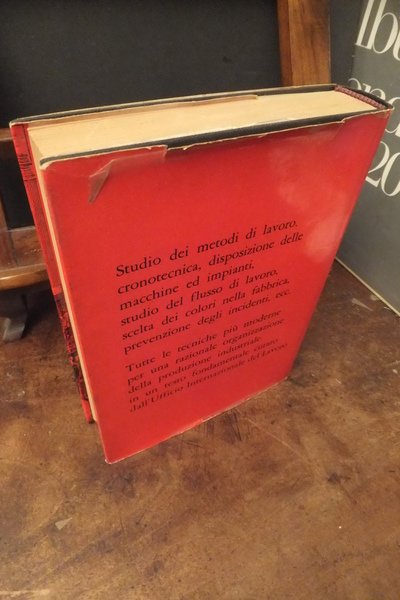 Studio dei metodi di lavoro.
cronotecnica, disposizione delle
macchine ed impianti.
studio del flusso di lavoro,
scelta dei colori nella fabbrica,
prevenzione degli incidenti, ecc.
Tutte le tecniche più moderne
per una razionale organizzazione
della produzione industriale
in un testo fondamentale curato
dall'Ufficio Internazionale del Lavoro
20